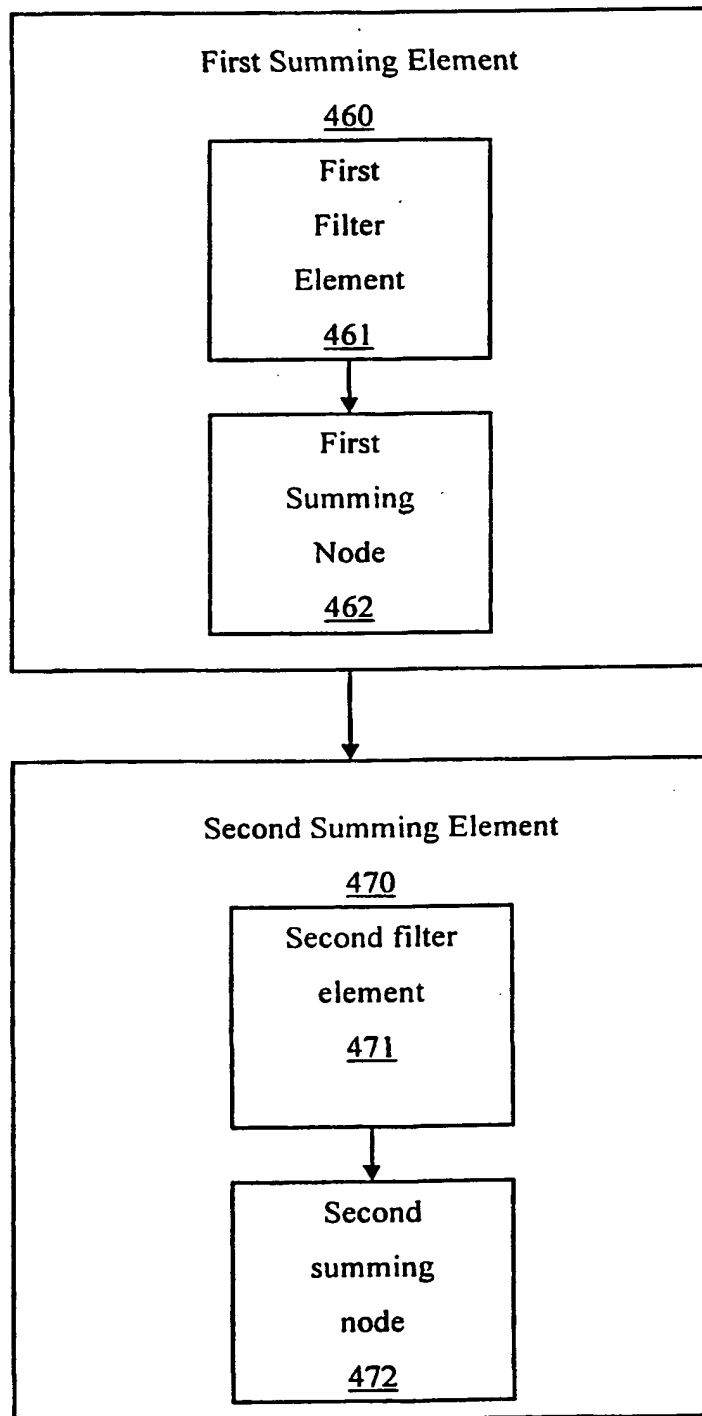 First Summing Element
460
First
Filter
Element
461
First
Summing
Node
462
Second Summing Element
470
Second filter
element
471
Second
summing
node
472